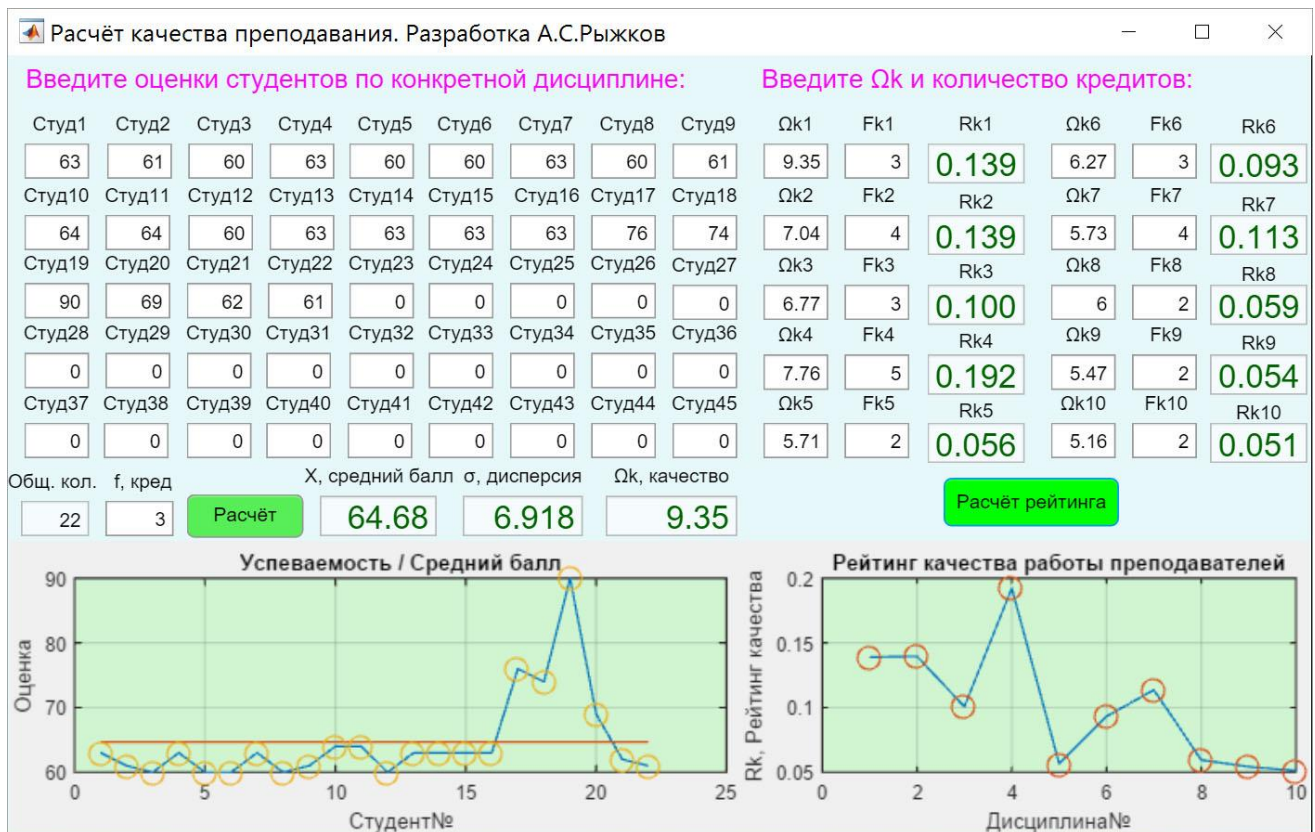 Расчёт качества преподавания. Разработка А.С.Рыжков
Введите оценки студентов по конкретной дисциплине:
Студ1 Студ2 Студ3 Студ4 Студ5 Студ6 Студ7 Студ8 Студ9
63 61 60 63 60 60 63 60 61
Студ10 Студ11 Студ12 Студ13 Студ14 Студ15 Студ16 Студ17 Студ18
64 64 60 63 63 63 63 76 74
Студ19 Студ20 Студ21 Студ22 Студ23 Студ24 Студ25 Студ26 Студ27
90 69 62 61 0 0 0 0 0
Студ28 Студ29 Студ30 Студ31 Студ32 Студ33 Студ34 Студ35 Студ36
0 0 0 0 0 0 0 0 0
Студ37 Студ38 Студ39 Студ40 Студ41 Студ42 Студ43 Студ44 Студ45
0 0 0 0 0 0 0 0 0
Общ. кол. f, кред X, средний балл σ, дисперсия Ωk, качество
22 3 Расчёт 64.68 6.918 9.35
Введите Ωk и количество кредитов:
Ωk1 Fk1 Rk1 Ωk6 Fk6 Rk6
9.35 3 0.139 6.27 3 0.093
Ωk2 Fk2 Rk2 Ωk7 Fk7 Rk7
7.04 4 0.139 5.73 4 0.113
Ωk3 Fk3 Rk3 Ωk8 Fk8 Rk8
6.77 3 0.100 6 2 0.059
Ωk4 Fk4 Rk4 Ωk9 Fk9 Rk9
7.76 5 0.192 5.47 2 0.054
Ωk5 Fk5 Rk5 Ωk10 Fk10 Rk10
5.71 2 0.056 5.16 2 0.051
Расчёт рейтинга
Успеваемость / Средний балл
Оценка
90
80
70
60
0 5 10 15 20 25
Студент№
Рейтинг качества работы преподавателей
Rk, Рейтинг качества
0.2
0.15
0.1
0.05
0 2 4 6 8 10
Дисциплина№